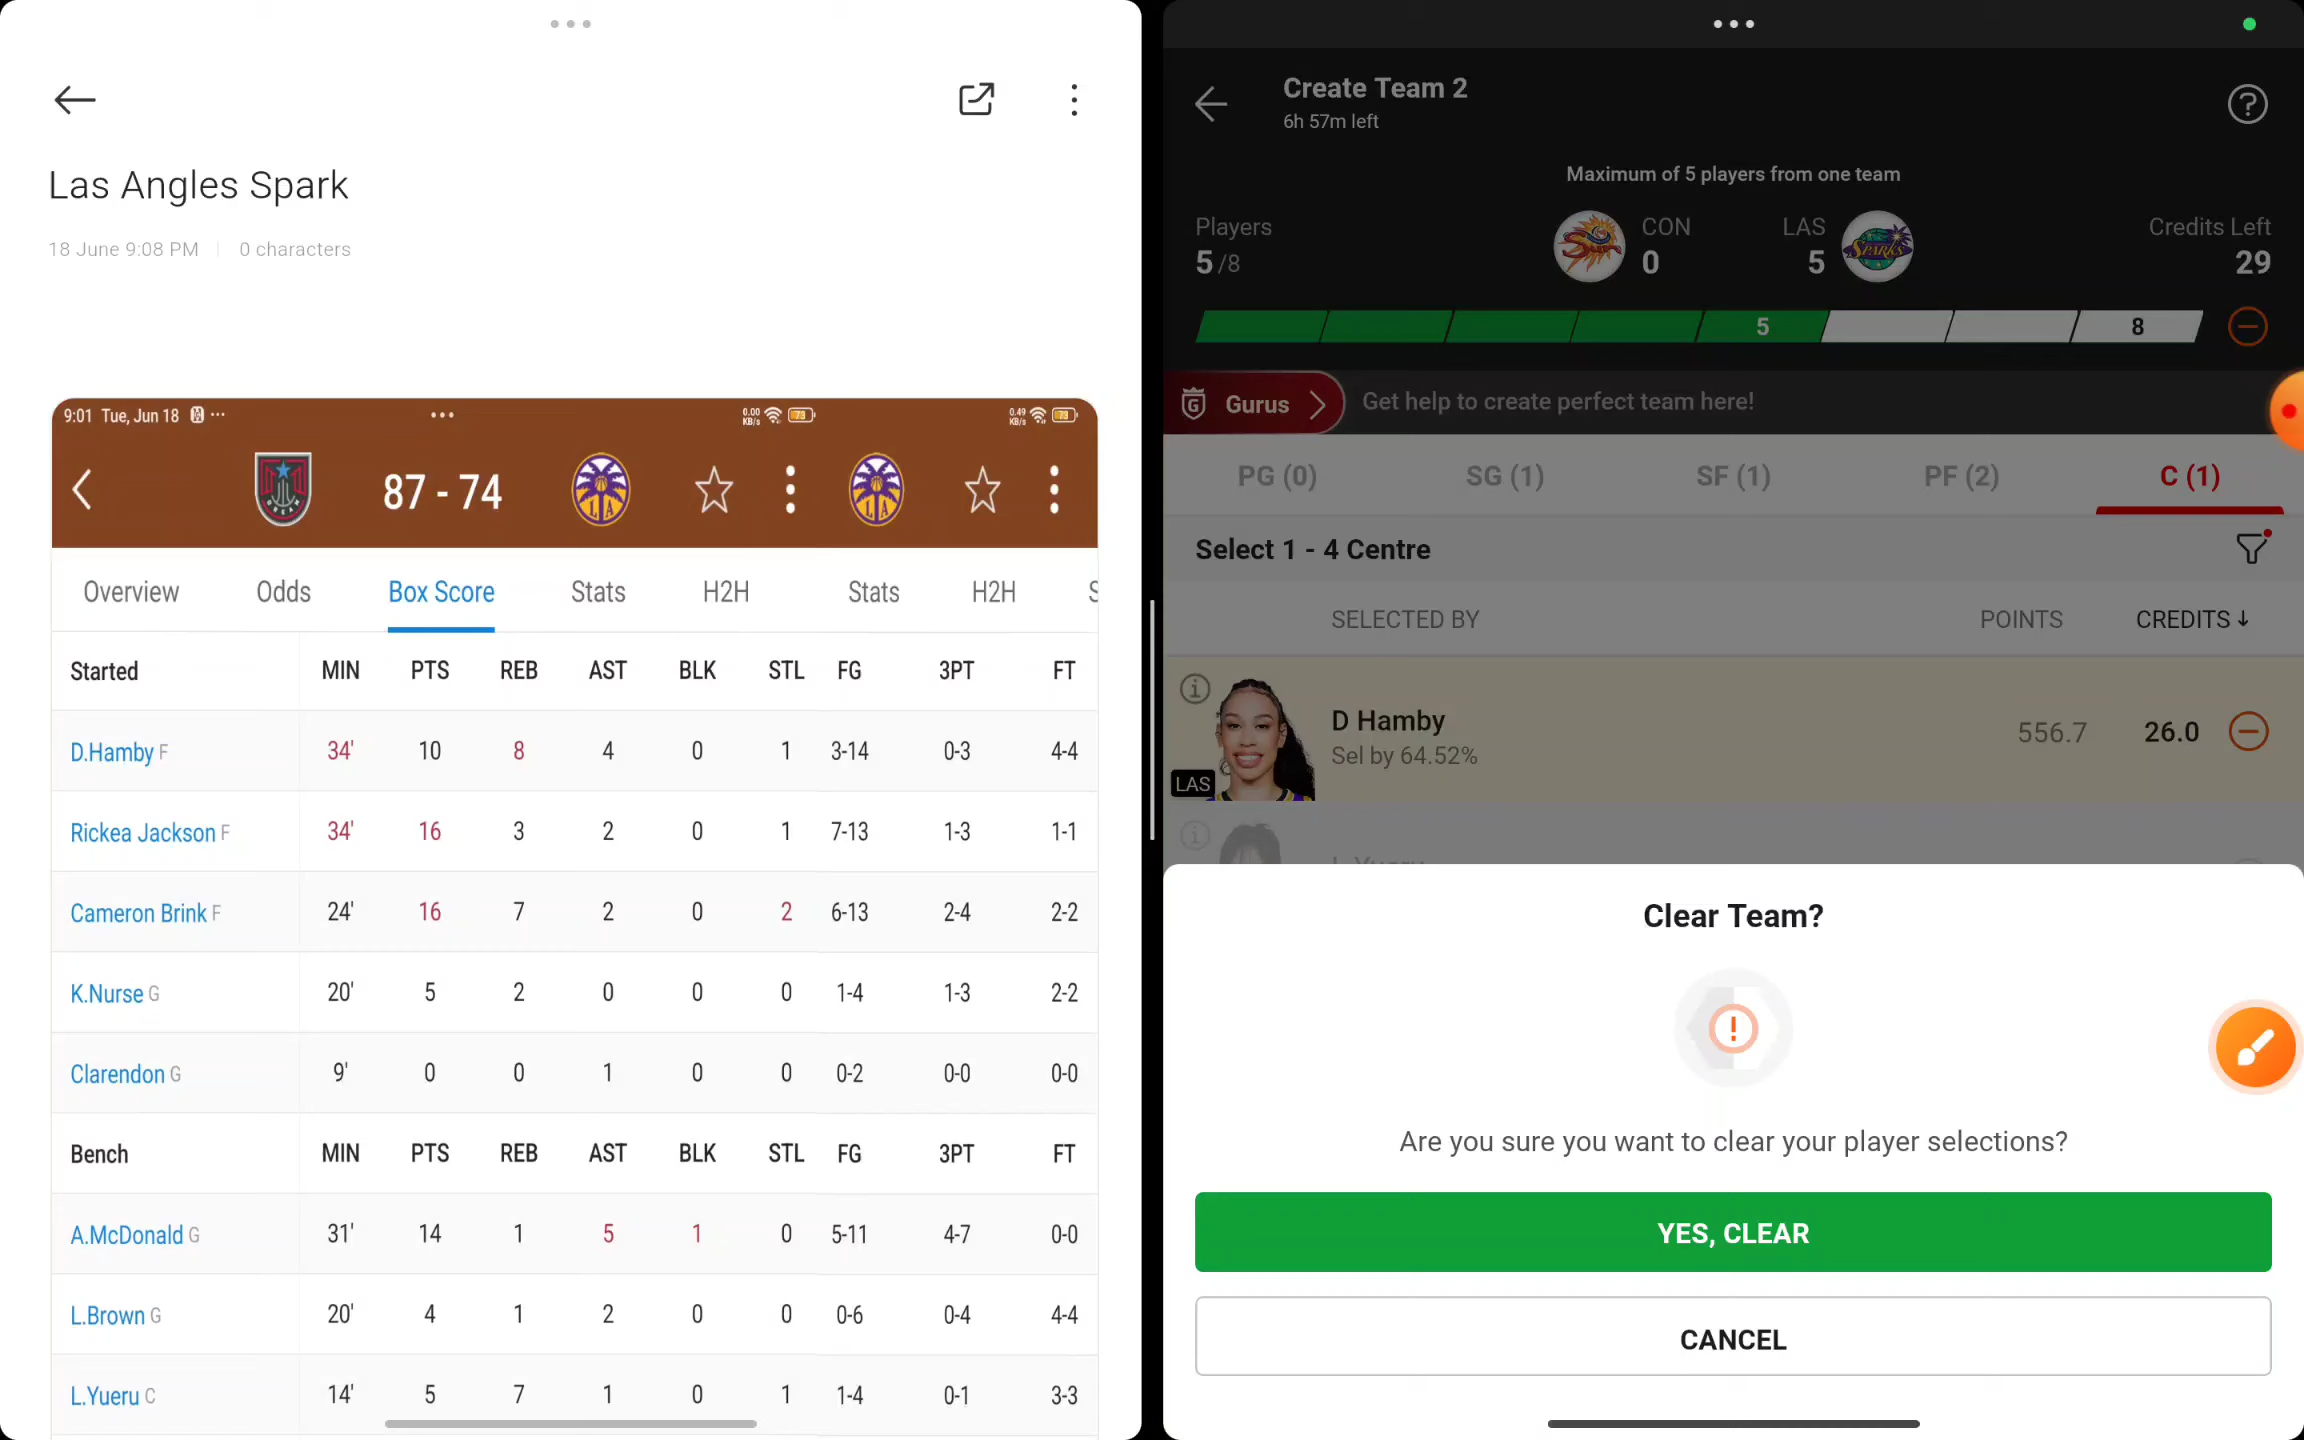 Las Angles Spark
18 June 9:08 PM | 0 characters
9:01 Tue, Jun 18
0.00 KB/s 73
0.49 KB/s 73
87 - 74
Overview Odds Box Score Stats H2H Stats H2H S
Started MIN PTS REB AST BLK STL FG 3PT FT
D.Hamby F 34' 10 8 4 0 1 3-14 0-3 4-4
Rickea Jackson F 34' 16 3 2 0 1 7-13 1-3 1-1
Cameron Brink F 24' 16 7 2 0 2 6-13 2-4 2-2
K.Nurse G 20' 5 2 0 0 0 1-4 1-3 2-2
Clarendon G 9' 0 0 1 0 0 0-2 0-0 0-0
Bench MIN PTS REB AST BLK STL FG 3PT FT
A.McDonald G 31' 14 1 5 1 0 5-11 4-7 0-0
L.Brown G 20' 4 1 2 0 0 0-6 0-4 4-4
L.Yueru C 14' 5 7 1 0 1 1-4 0-1 3-3
Create Team 2
6h 57m left
Maximum of 5 players from one team
Players CON LAS Credits Left
5 /8 0 5 29
5 8
Gurus Get help to create perfect team here!
PG (0) SG (1) SF (1) PF (2) C (1)
Select 1 - 4 Centre
SELECTED BY POINTS CREDITS ↓
D Hamby
Sel by 64.52%
556.7 26.0
LAS
L Yueru
Clear Team?
!
Are you sure you want to clear your player selections?
YES, CLEAR
CANCEL